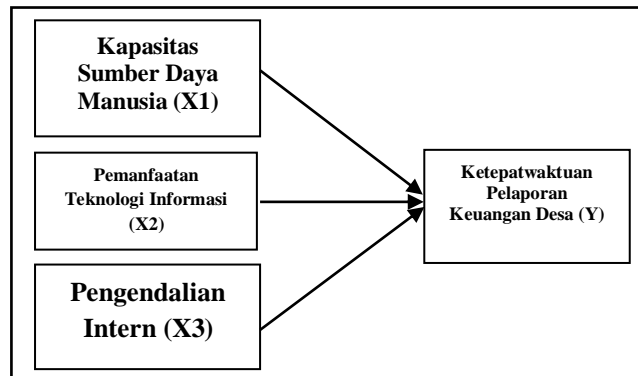 Kapasitas
Sumber Daya
Manusia (X1)
Pemanfaatan
Teknologi Informasi
(X2)
Pengendalian
Intern (X3)
Ketepatwaktuan
Pelaporan
Keuangan Desa (Y)